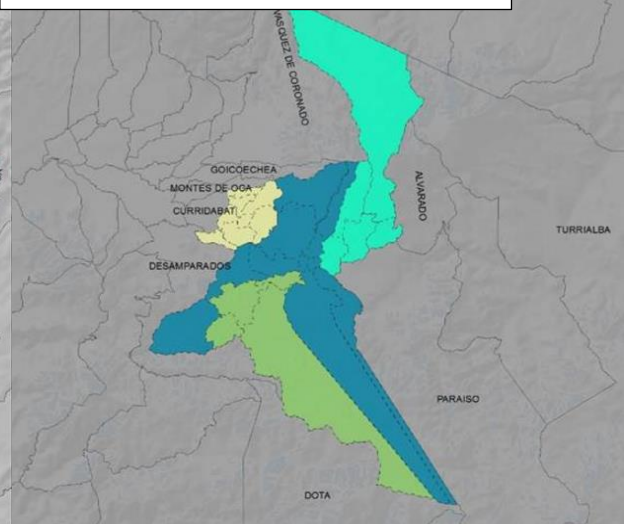 VASQUEZ DE CORONADO
GOICOECHEA
MONTES DE OCA
ALVARADO
CURRIDABAT
TURRIALBA
DESAMPARADOS
PARAISO
DOTA